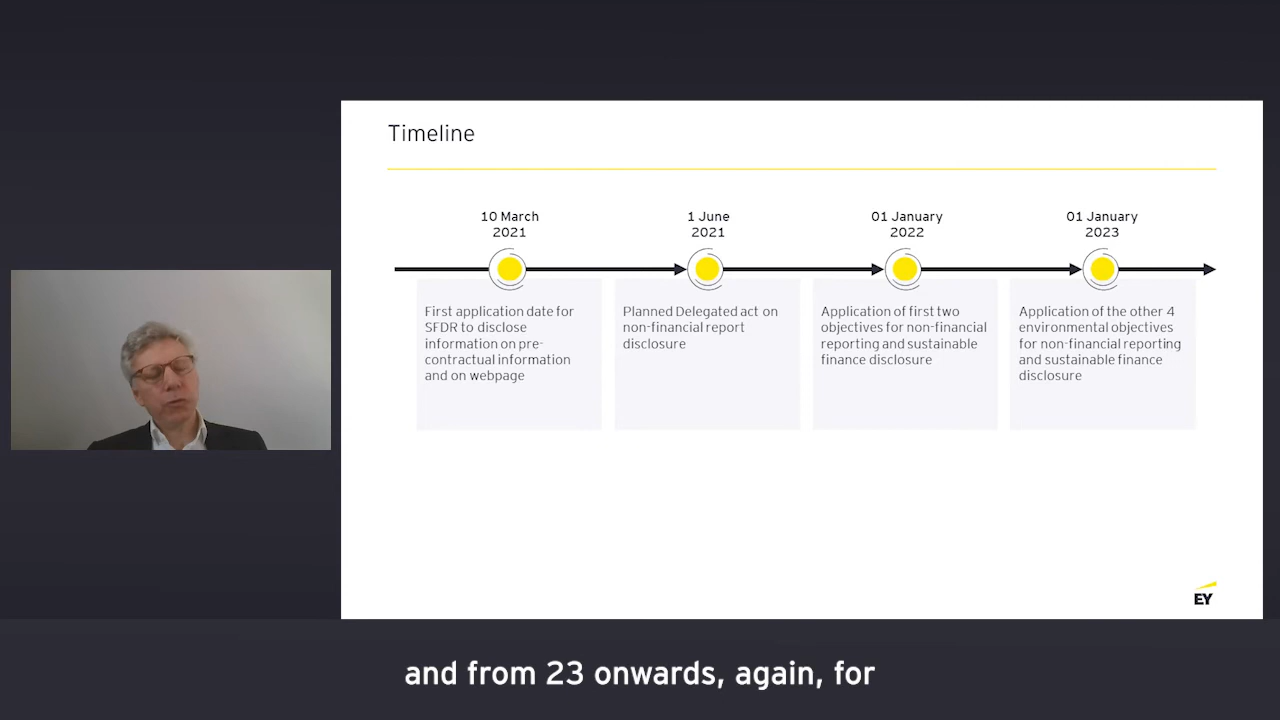 Timeline
10 March
2021
1 June
2021
01 January
2022
01 January
2023
First application date for
SFDR to disclose
information on pre-
contractual information
and on webpage
Planned Delegated act on
non-financial report
disclosure
Application of first two
objectives for non-financial
reporting and sustainable
finance disclosure
Application of the other 4
environmental objectives
for non-financial reporting
and sustainable finance
disclosure
EY
and from 23 onwards, again, for